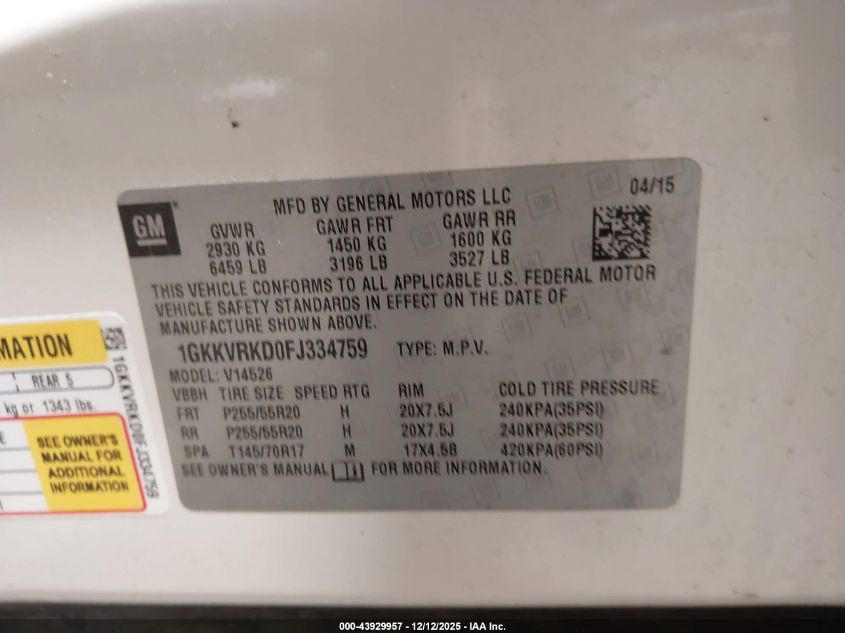 GM
MFD BY GENERAL MOTORS LLC
04/15
GVWR GAWR FRT GAWR RR
2930 KG 1450 KG 1600 KG
6459 LB 3196 LB 3527 LB
THIS VEHICLE CONFORMS TO ALL APPLICABLE U.S. FEDERAL MOTOR
VEHICLE SAFETY STANDARDS IN EFFECT ON THE DATE OF
MANUFACTURE SHOWN ABOVE.
1GKKVRKD0FJ334759 TYPE: M.P.V.
MODEL: V14526
VBBH TIRE SIZE SPEED RTG RIM COLD TIRE PRESSURE
FRT P255/55R20 H 20X7.5J 240KPA(35PSI)
RR P255/55R20 H 20X7.5J 240KPA(35PSI)
SPA T145/70R17 M 17X4.5B 420KPA(60PSI)
SEE OWNER'S MANUAL FOR MORE INFORMATION.
MATION
REAR 5
kg or 1343 lbs.
SEE OWNER'S
MANUAL FOR
ADDITIONAL
INFORMATION
1GKKVRKD0FJ334759
000-43929957 - 12/12/2025 - IAA Inc.